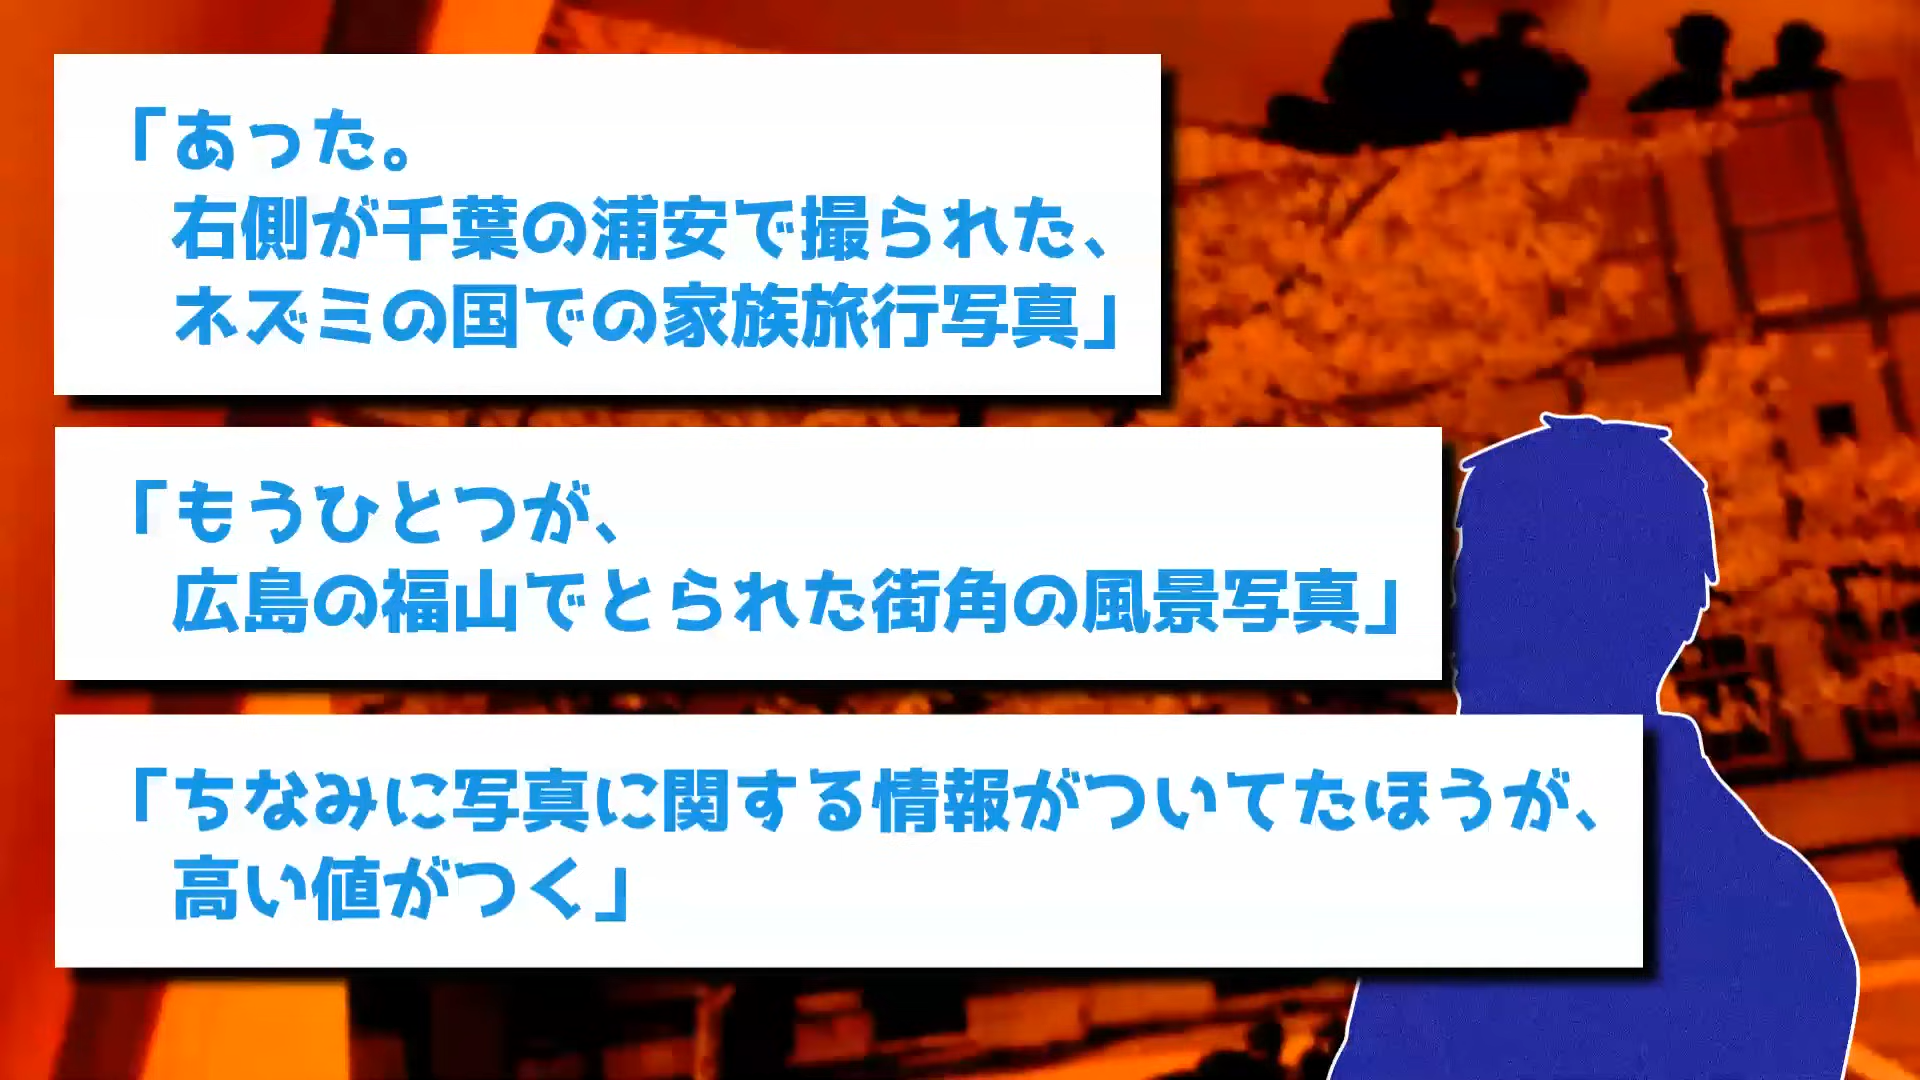 「あった。
右側が千葉の浦安で撮られた、
ネズミの国での家族旅行写真」
「もうひとつが、
広島の福山でとられた街角の風景写真」
「ちなみに写真に関する情報がついてたほうが、
高い値がつく」